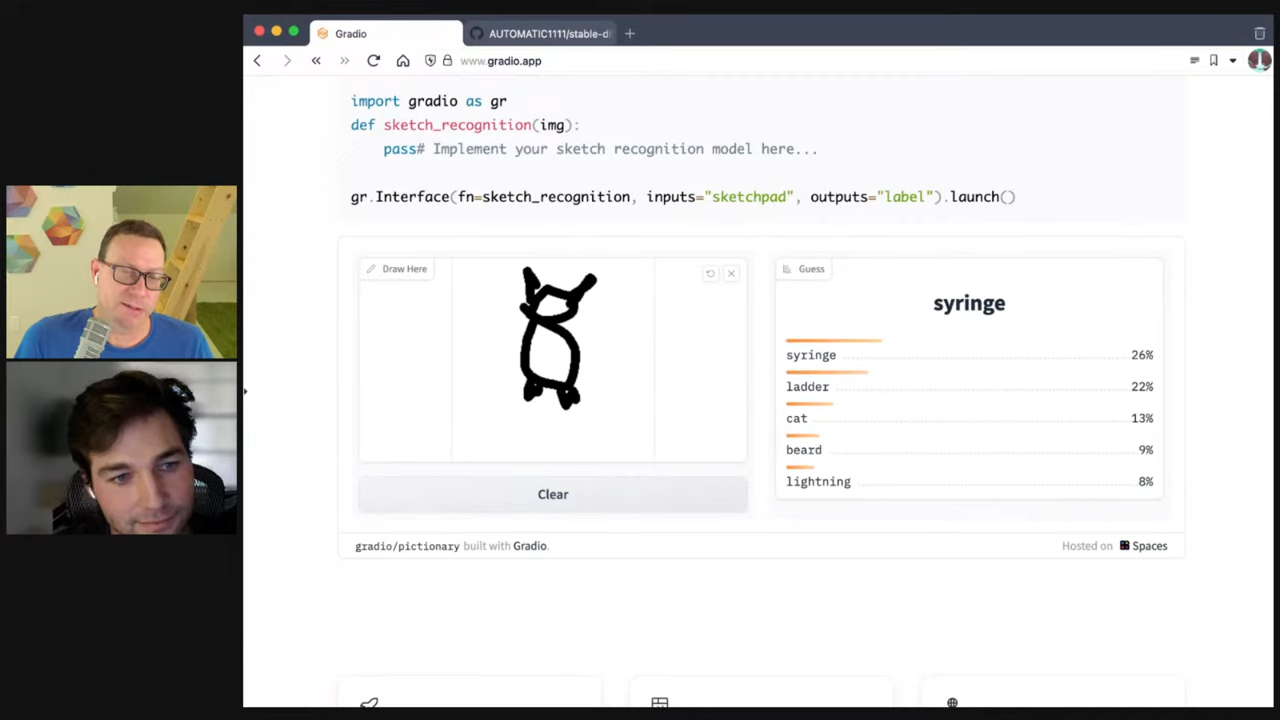 Gradio
AUTOMATIC1111/stable-di
www.gradio.app
import gradio as gr
def sketch_recognition(img):
pass# Implement your sketch recognition model here...
gr.Interface(fn=sketch_recognition, inputs="sketchpad", outputs="label").launch()
Draw Here
Guess
syringe
syringe 26%
ladder 22%
cat 13%
beard 9%
lightning 8%
Clear
gradio/pictionary built with Gradio.
Hosted on Spaces